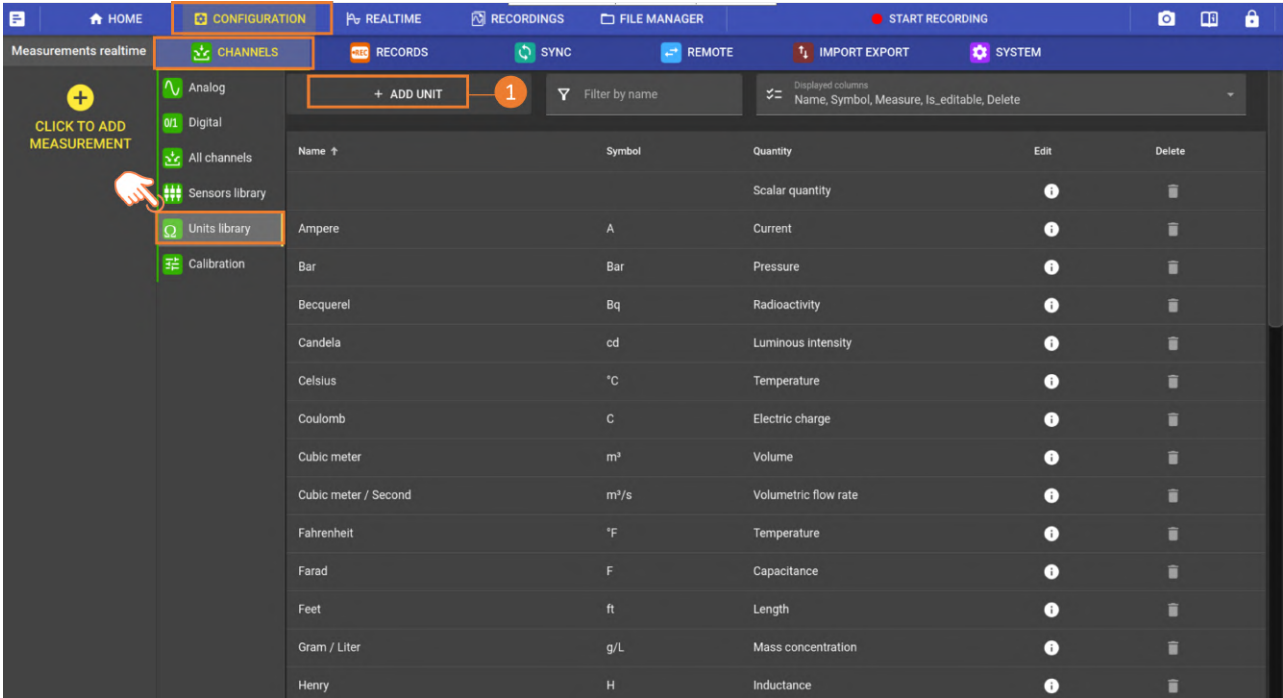 HOME CONFIGURATION REALTIME RECORDINGS FILE MANAGER START RECORDING
Measurements realtime CHANNELS REC RECORDS SYNC REMOTE IMPORT EXPORT SYSTEM
CLICK TO ADD
MEASUREMENT
Analog
0/1 Digital
All channels
Sensors library
Ω Units library
Calibration
+ ADD UNIT 1 Filter by name
Displayed columns
Name, Symbol, Measure, Is_editable, Delete
Name ↑ Symbol Quantity Edit Delete
Scalar quantity
Ampere A Current
Bar Bar Pressure
Becquerel Bq Radioactivity
Candela cd Luminous intensity
Celsius °C Temperature
Coulomb C Electric charge
Cubic meter m³ Volume
Cubic meter / Second m³/s Volumetric flow rate
Fahrenheit °F Temperature
Farad F Capacitance
Feet ft Length
Gram / Liter g/L Mass concentration
Henry H Inductance